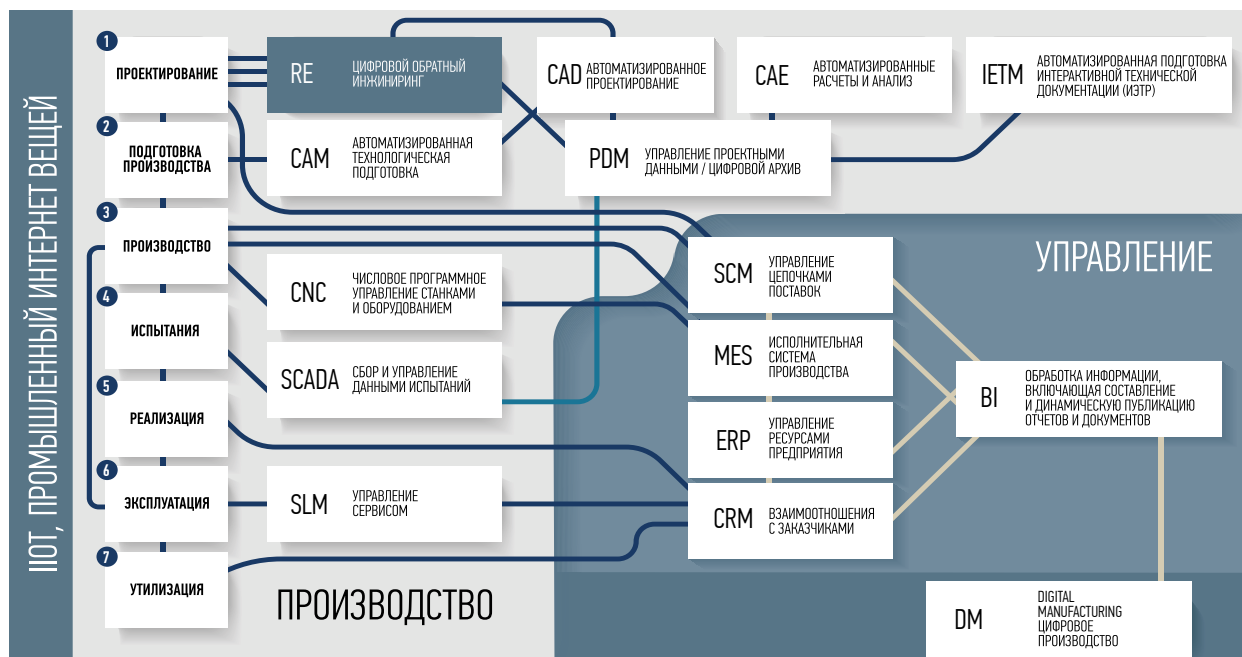 IIOT, ПРОМЫШЛЕННЫЙ ИНТЕРНЕТ ВЕЩЕЙ
1
ПРОЕКТИРОВАНИЕ
2
ПОДГОТОВКА
ПРОИЗВОДСТВА
3
ПРОИЗВОДСТВО
4
ИСПЫТАНИЯ
5
РЕАЛИЗАЦИЯ
6
ЭКСПЛУАТАЦИЯ
7
УТИЛИЗАЦИЯ
RE
ЦИФРОВОЙ ОБРАТНЫЙ
ИНЖИНИРИНГ
CAD
АВТОМАТИЗИРОВАННОЕ
ПРОЕКТИРОВАНИЕ
CAE
АВТОМАТИЗИРОВАННЫЕ
РАСЧЕТЫ И АНАЛИЗ
IETM
АВТОМАТИЗИРОВАННАЯ ПОДГОТОВКА
ИНТЕРАКТИВНОЙ ТЕХНИЧЕСКОЙ
ДОКУМЕНТАЦИИ (ИЭТР)
CAM
АВТОМАТИЗИРОВАННАЯ
ТЕХНОЛОГИЧЕСКАЯ
ПОДГОТОВКА
PDM
УПРАВЛЕНИЕ ПРОЕКТНЫМИ
ДАННЫМИ / ЦИФРОВОЙ АРХИВ
CNC
ЧИСЛОВОЕ ПРОГРАММНОЕ
УПРАВЛЕНИЕ СТАНКАМИ
И ОБОРУДОВАНИЕМ
SCADA
СБОР И УПРАВЛЕНИЕ
ДАННЫМИ ИСПЫТАНИЙ
SLM
УПРАВЛЕНИЕ
СЕРВИСОМ
ПРОИЗВОДСТВО
УПРАВЛЕНИЕ
SCM
УПРАВЛЕНИЕ
ЦЕПОЧКАМИ
ПОСТАВОК
MES
ИСПОЛНИТЕЛЬНАЯ
СИСТЕМА
ПРОИЗВОДСТВА
ERP
УПРАВЛЕНИЕ
РЕСУРСАМИ
ПРЕДПРИЯТИЯ
CRM
ВЗАИМООТНОШЕНИЯ
С ЗАКАЗЧИКАМИ
BI
ОБРАБОТКА ИНФОРМАЦИИ,
ВКЛЮЧАЮЩАЯ СОСТАВЛЕНИЕ
И ДИНАМИЧЕСКУЮ ПУБЛИКАЦИЮ
ОТЧЕТОВ И ДОКУМЕНТОВ
DM
DIGITAL
MANUFACTURING
ЦИФРОВОЕ
ПРОИЗВОДСТВО